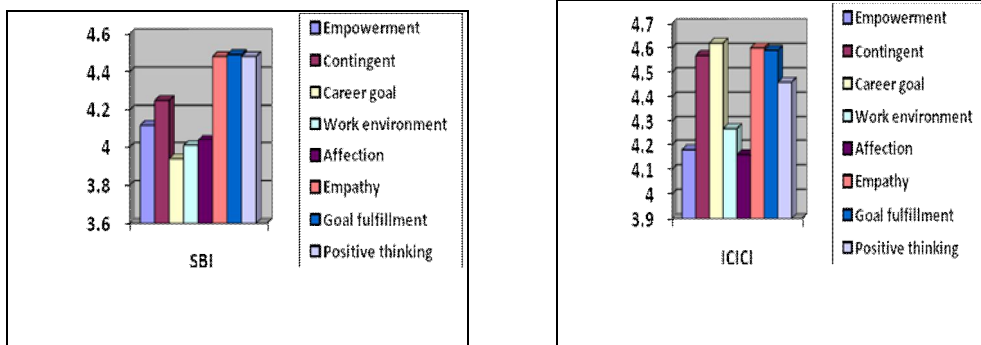 4.6
4.4
4.2
4
3.8
3.6
SBI
Empowerment
Contingent
Career goal
Work environment
Affection
Empathy
Goal fulfillment
Positive thinking
4.7
4.6
4.5
4.4
4.3
4.2
4.1
4
3.9
ICICI
Empowerment
Contingent
Career goal
Work environment
Affection
Empathy
Goal fulfillment
Positive thinking